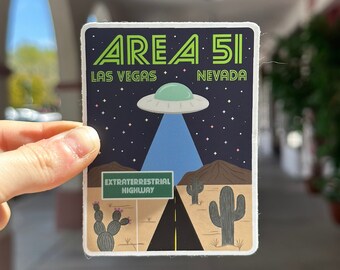 AREA 51
LAS VEGAS NEVADA
EXTRATERRESTRIAL
HIGHWAY